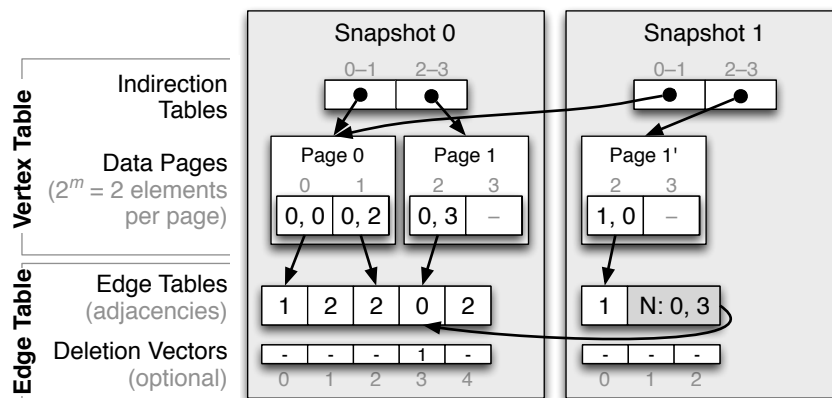 Snapshot 0 Snapshot 1
0–1 2–3 0–1 2–3
Indirection
Tables
Vertex Table
Page 0 Page 1 Page 1'
Data Pages
(2^m = 2 elements
per page)
0 1 2 3 2 3
0, 0 0, 2 0, 3 – 1, 0 –
Edge Table
Edge Tables
(adjacencies)
1 2 2 0 2 1 N: 0, 3
Deletion Vectors
(optional)
- - - 1 - - - -
0 1 2 3 4 0 1 2